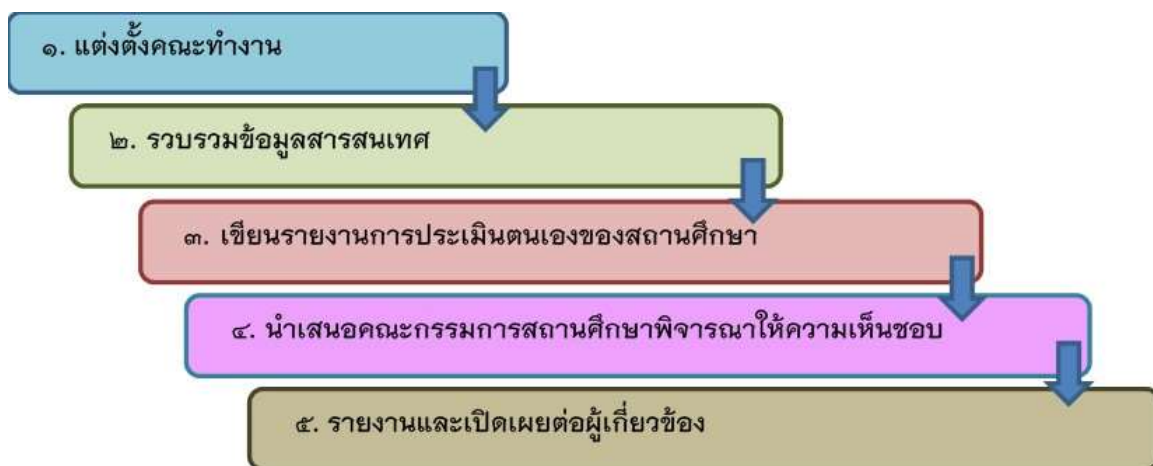 ๑. แต่งตั้งคณะทำงาน
๒. รวบรวมข้อมูลสารสนเทศ
๓. เขียนรายงานการประเมินตนเองของสถานศึกษา
๔. นำเสนอคณะกรรมการสถานศึกษาพิจารณาให้ความเห็นชอบ
๕. รายงานและเปิดเผยต่อผู้เกี่ยวข้อง